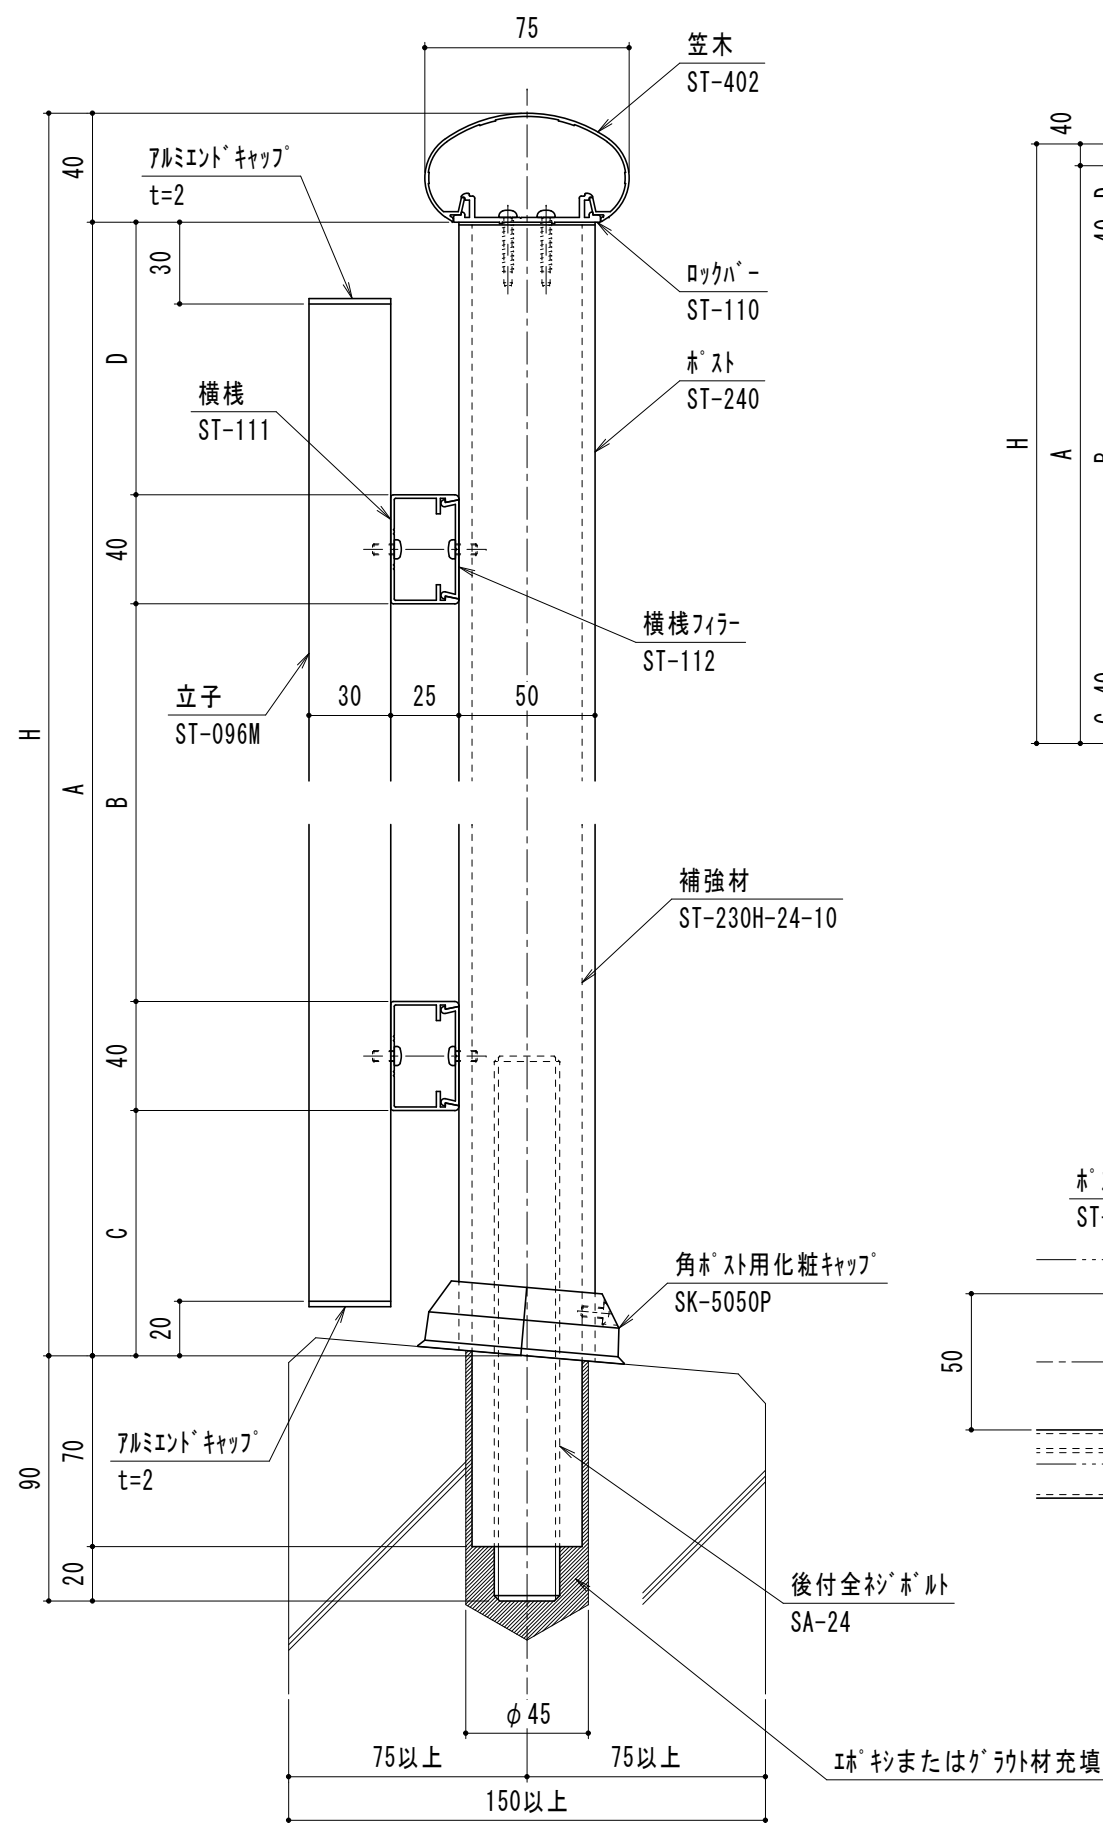 75
笠木
ST-402
40
40
アルミエンドキャップ
t=2
30
ロックバー
ST-110
ポスト
ST-240
D
横桟
ST-111
H
A
40
横桟フィラー
ST-112
立子
ST-096M
30
25
50
H
A
B
補強材
ST-230H-24-10
40
C
角ポスト用化粧キャップ
SK-5050P
20
50
アルミエンドキャップ
t=2
70
90
20
後付全ネジボルト
SA-24
φ45
75以上
75以上
エポキシまたはグラウト材充填
150以上